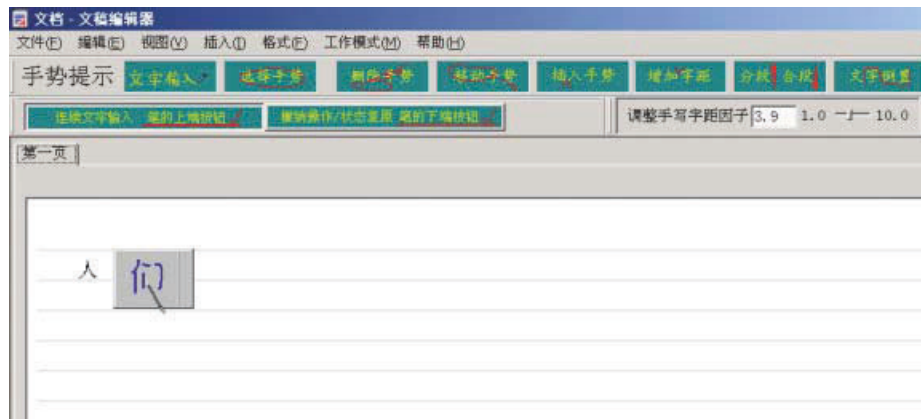 文档 - 文稿编辑器
文件(F) 编辑(E) 视图(V) 插入(I) 格式(F) 工作模式(M) 帮助(H)
手势提示 文字输入 选择手势 删除手势 移动手势 插入手势 增加字距 分段 合段 文字倒置
连续文字输入 笔的上端按钮 撤销操作/状态复原 笔的下端按钮 调整手写字距因子 3.9 1.0 10.0
第一页
人 们